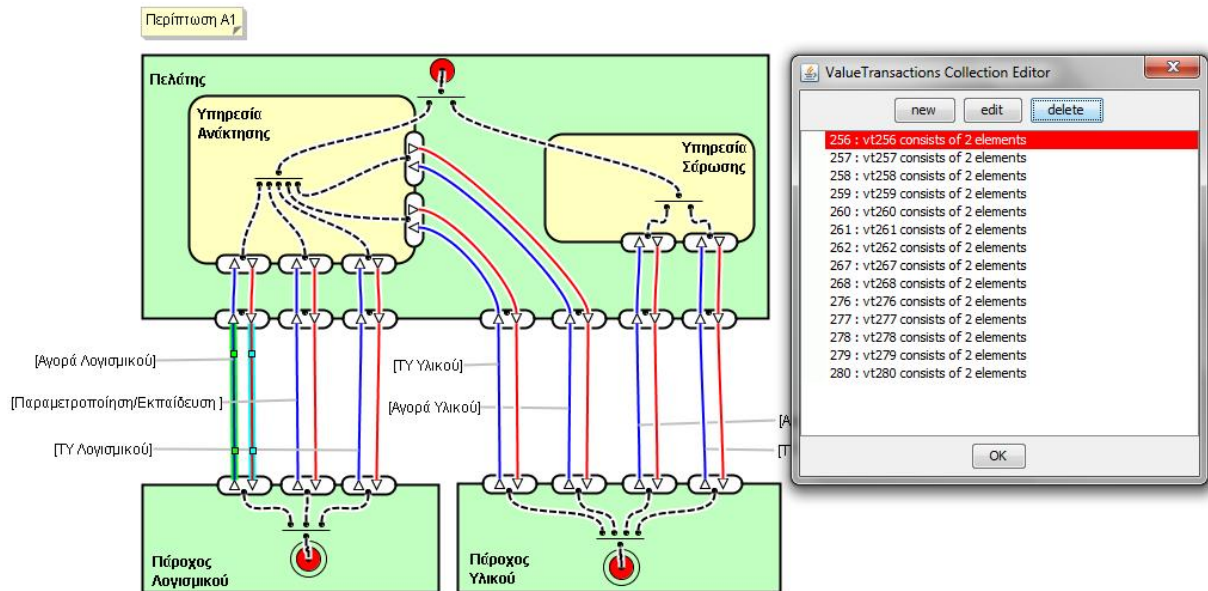 Περίπτωση Α1
Πελάτης
Υπηρεσία
Ανάκτησης
Υπηρεσία
Σάρωσης
[Αγορά Λογισμικού]
[Παραμετροποίηση/Εκπαίδευση ]
[ΤΥ Λογισμικού]
[ΤΥ Υλικού]
[Αγορά Υλικού]
[Α
[Τ
Πάροχος
Λογισμικού
Πάροχος
Υλικού
ValueTransactions Collection Editor
new edit delete
256 : vt256 consists of 2 elements
257 : vt257 consists of 2 elements
258 : vt258 consists of 2 elements
259 : vt259 consists of 2 elements
260 : vt260 consists of 2 elements
261 : vt261 consists of 2 elements
262 : vt262 consists of 2 elements
267 : vt267 consists of 2 elements
268 : vt268 consists of 2 elements
276 : vt276 consists of 2 elements
277 : vt277 consists of 2 elements
278 : vt278 consists of 2 elements
279 : vt279 consists of 2 elements
280 : vt280 consists of 2 elements
OK